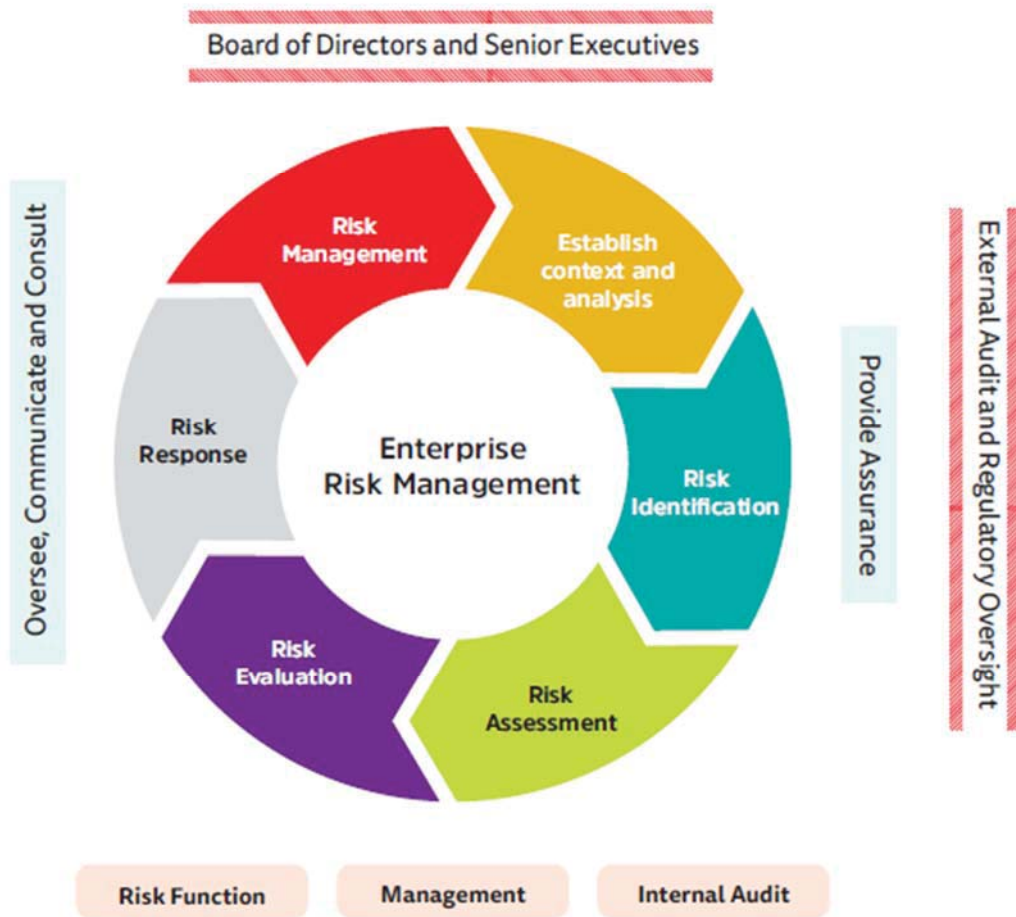 Board of Directors and Senior Executives
Oversee, Communicate and Consult
Risk
Management
Establish
context and
analysis
Risk
Identification
Risk
Assessment
Risk
Evaluation
Risk
Response
Enterprise
Risk Management
Provide Assurance
External Audit and Regulatory Oversight
Risk Function
Management
Internal Audit